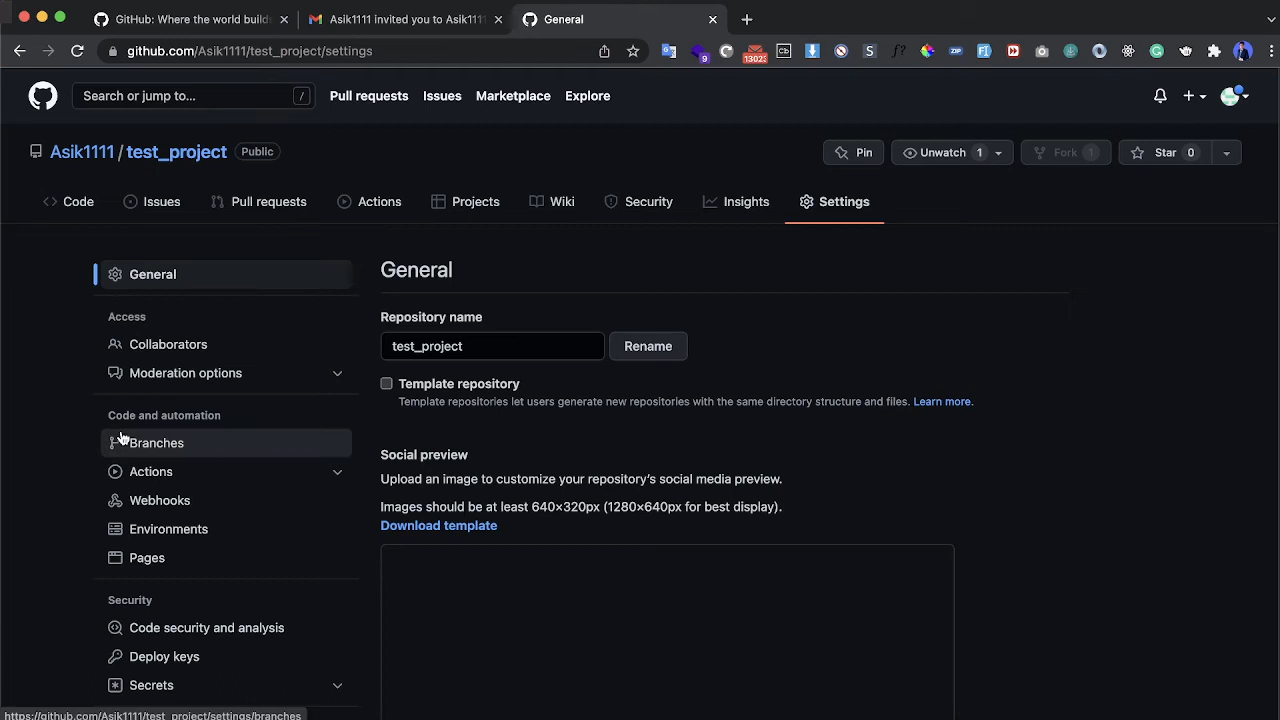 GitHub: Where the world builds
Asik1111 invited you to Asik1111
General
github.com/Asik1111/test_project/settings
9
13023
Search or jump to... /
Pull requests Issues Marketplace Explore
Asik1111 / test_project Public
Pin Unwatch 1 Fork 1 Star 0
Code Issues Pull requests Actions Projects Wiki Security Insights Settings
General
Access
Collaborators
Moderation options
Code and automation
Branches
Actions
Webhooks
Environments
Pages
Security
Code security and analysis
Deploy keys
Secrets
General
Repository name
test_project Rename
Template repository
Template repositories let users generate new repositories with the same directory structure and files. Learn more.
Social preview
Upload an image to customize your repository's social media preview.
Images should be at least 640×320px (1280×640px for best display).
Download template
https://github.com/Asik1111/test_project/settings/branches